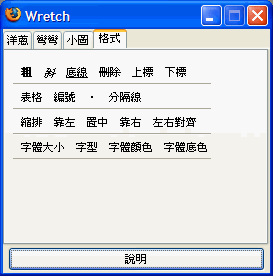 Wretch
洋蔥 彎彎 小圖 格式
粗 斜 底線 刪除 上標 下標
表格 編號 · 分隔線
縮排 靠左 置中 靠右 左右對齊
字體大小 字型 字體顏色 字體底色
說明